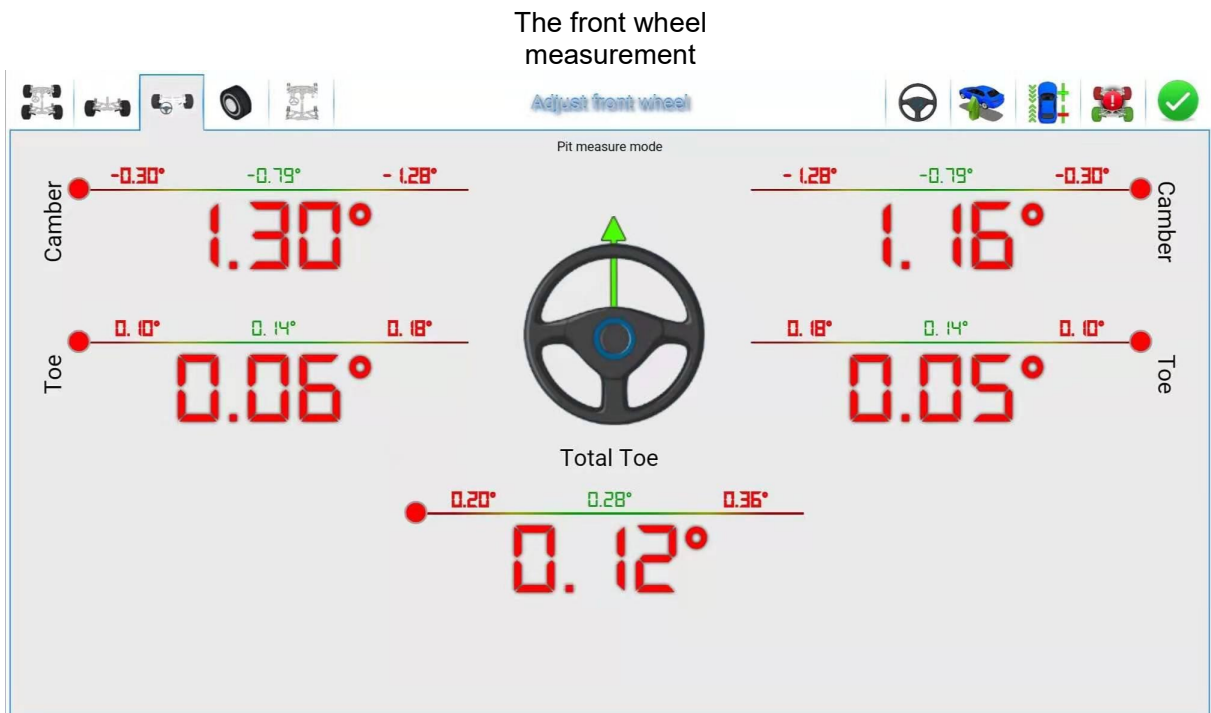 The front wheel
measurement
Adjust front wheel
Pit measure mode
-0.30° -0.79° -1.28°
Camber
1.30°
-1.28° -0.79° -0.30°
Camber
1.16°
0.10° 0.14° 0.18°
Toe
0.06°
0.18° 0.14° 0.10°
Toe
0.05°
Total Toe
0.20° 0.28° 0.36°
0.12°